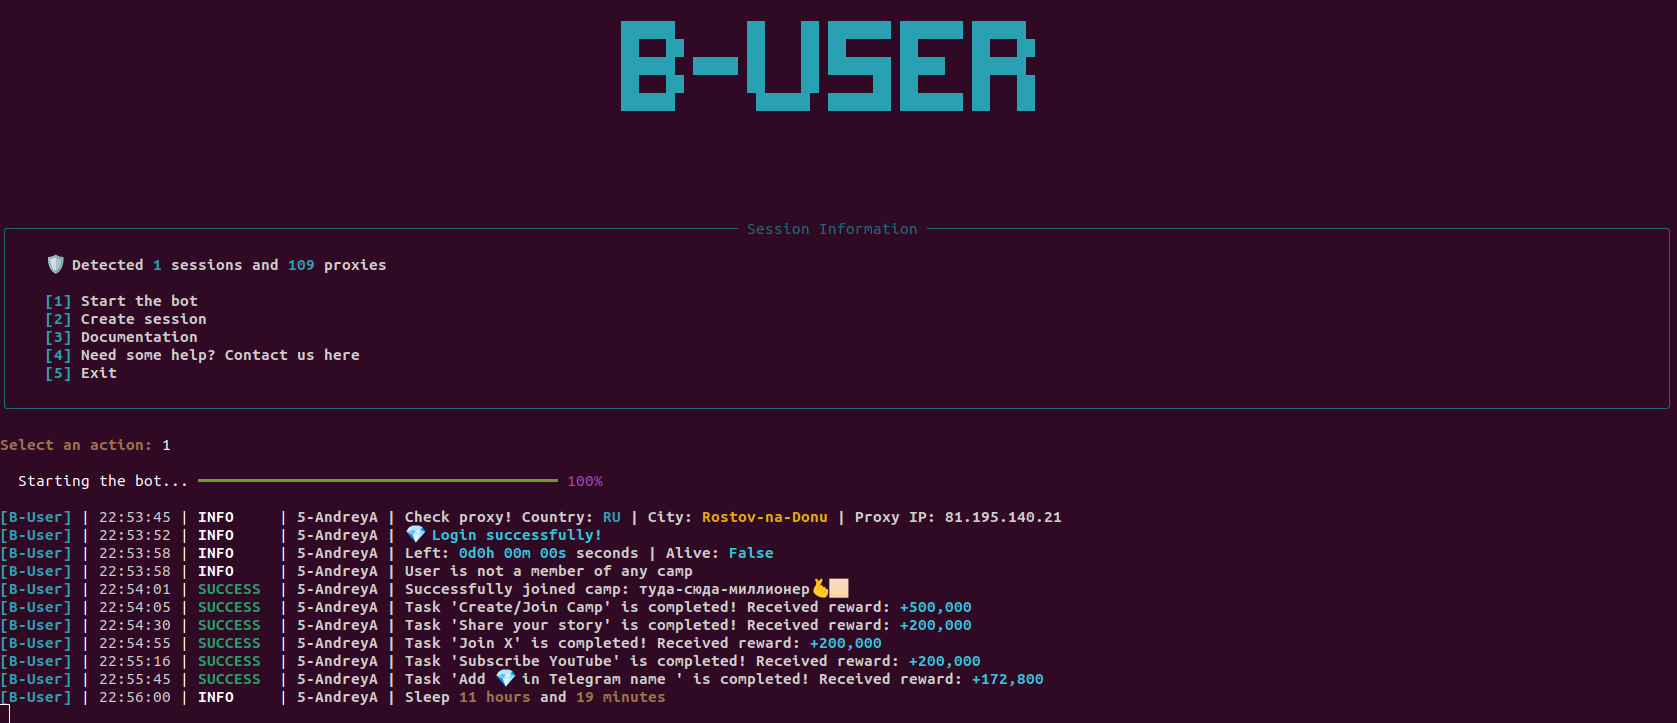 B-USER
Session Information
🛡️ Detected 1 sessions and 109 proxies
[1] Start the bot
[2] Create session
[3] Documentation
[4] Need some help? Contact us here
[5] Exit
Select an action: 1
Starting the bot... 100%
[B-User] | 22:53:45 | INFO | 5-AndreyA | Check proxy! Country: RU | City: Rostov-na-Donu | Proxy IP: 81.195.140.21
[B-User] | 22:53:52 | INFO | 5-AndreyA | 💎 Login successfully!
[B-User] | 22:53:58 | INFO | 5-AndreyA | Left: 0d0h 00m 00s seconds | Alive: False
[B-User] | 22:53:58 | INFO | 5-AndreyA | User is not a member of any camp
[B-User] | 22:54:01 | SUCCESS | 5-AndreyA | Successfully joined camp: туда-сюда-миллионер🫰🏻
[B-User] | 22:54:05 | SUCCESS | 5-AndreyA | Task 'Create/Join Camp' is completed! Received reward: +500,000
[B-User] | 22:54:30 | SUCCESS | 5-AndreyA | Task 'Share your story' is completed! Received reward: +200,000
[B-User] | 22:54:55 | SUCCESS | 5-AndreyA | Task 'Join X' is completed! Received reward: +200,000
[B-User] | 22:55:16 | SUCCESS | 5-AndreyA | Task 'Subscribe YouTube' is completed! Received reward: +200,000
[B-User] | 22:55:45 | SUCCESS | 5-AndreyA | Task 'Add 💎 in Telegram name ' is completed! Received reward: +172,800
[B-User] | 22:56:00 | INFO | 5-AndreyA | Sleep 11 hours and 19 minutes